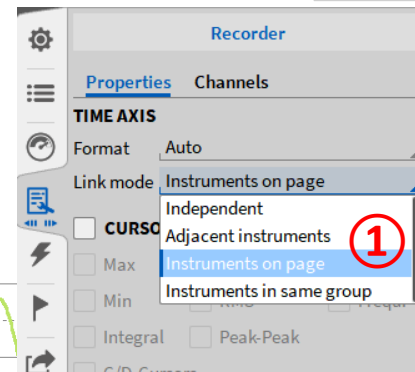 Recorder
Properties Channels
TIME AXIS
Format Auto
Link mode Instruments on page
Independent
CURSO
Adjacent instruments 1
Max Instruments on page
Min Instruments in same group
Integral Peak-Peak